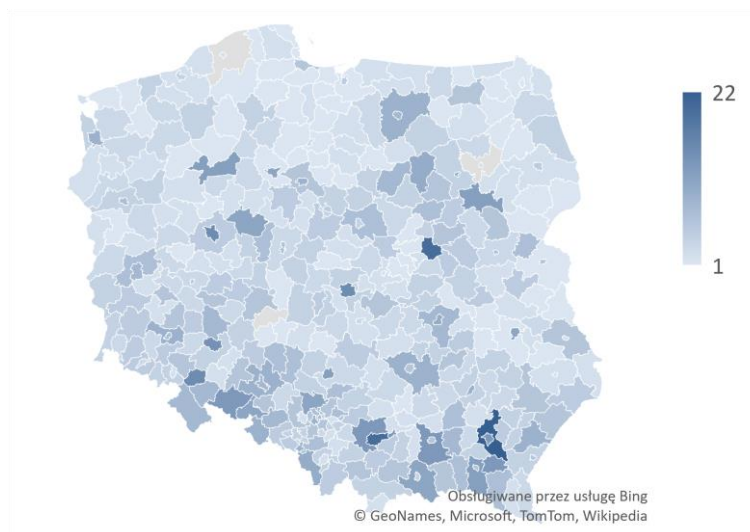 22
1
Obsługiwane przez usługę Bing
© GeoNames, Microsoft, TomTom, Wikipedia